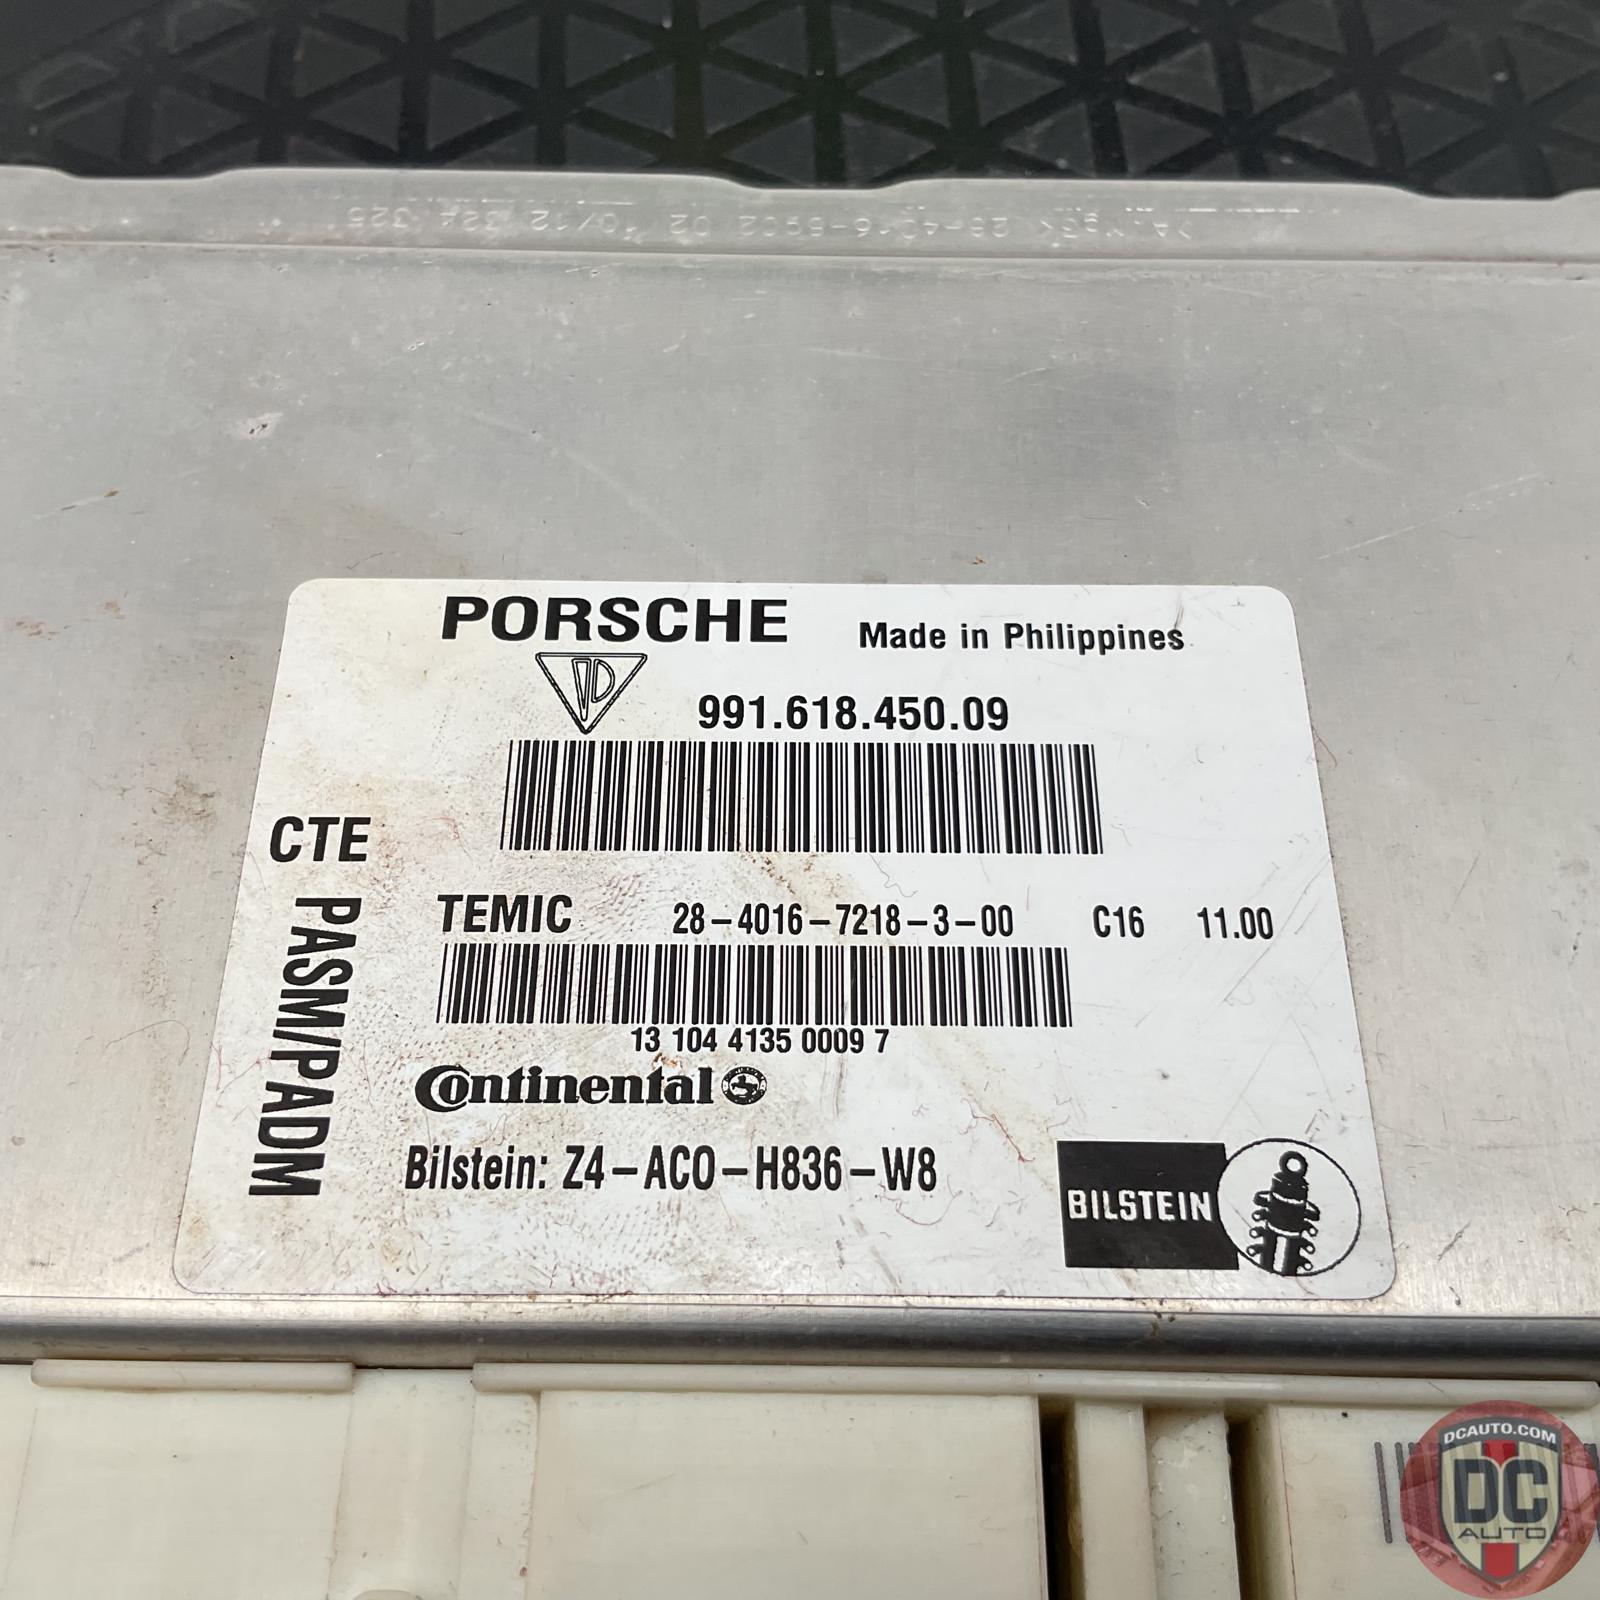 PORSCHE Made in Philippines
991.618.450.09
CTE PASM/PADM
TEMIC 28-4016-7218-3-00 C16 11.00
13 104 4135 0009 7
Continental
Bilstein: Z4-ACO-H836-W8
BILSTEIN
DCAUTO.COM
DC
AUTO